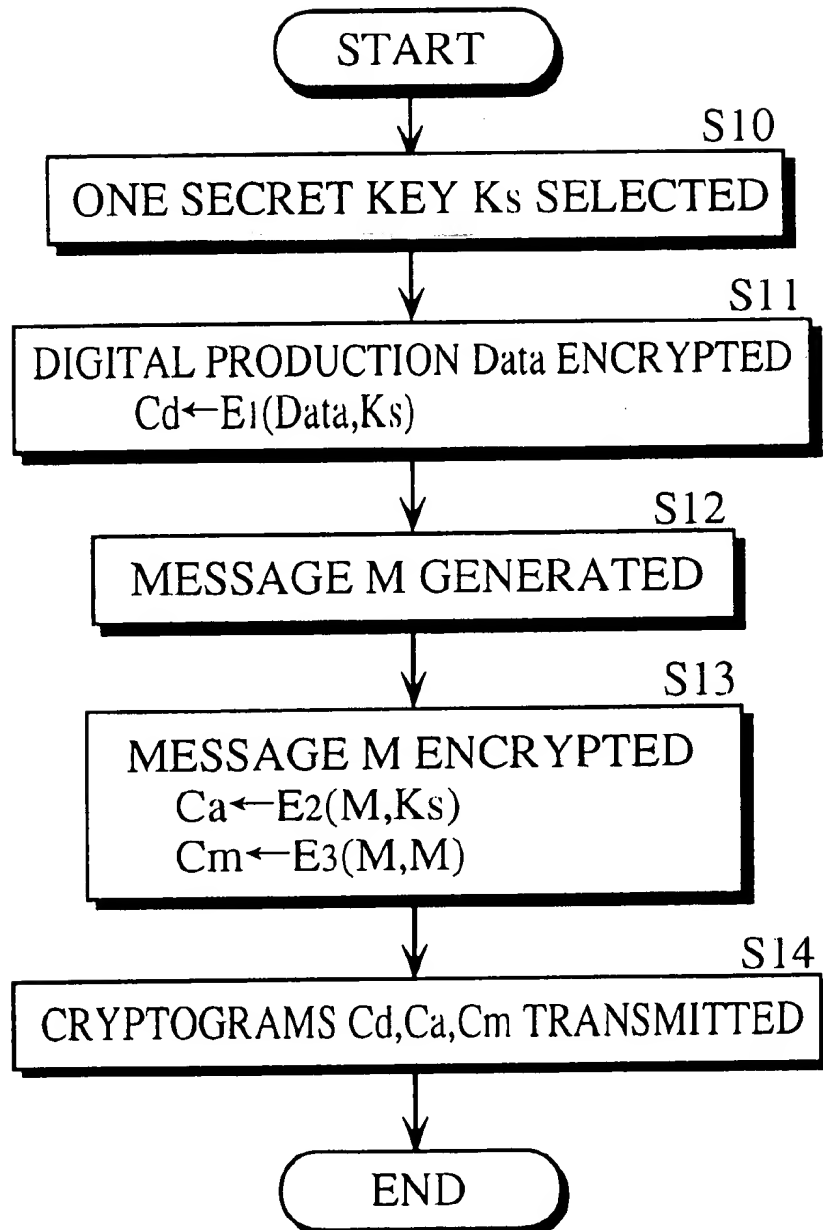 START
S10
ONE SECRET KEY Ks SELECTED
S11
DIGITAL PRODUCTION Data ENCRYPTED
Cd←E1(Data,Ks)
S12
MESSAGE M GENERATED
S13
MESSAGE M ENCRYPTED
Ca←E2(M,Ks)
Cm←E3(M,M)
S14
CRYPTOGRAMS Cd,Ca,Cm TRANSMITTED
END